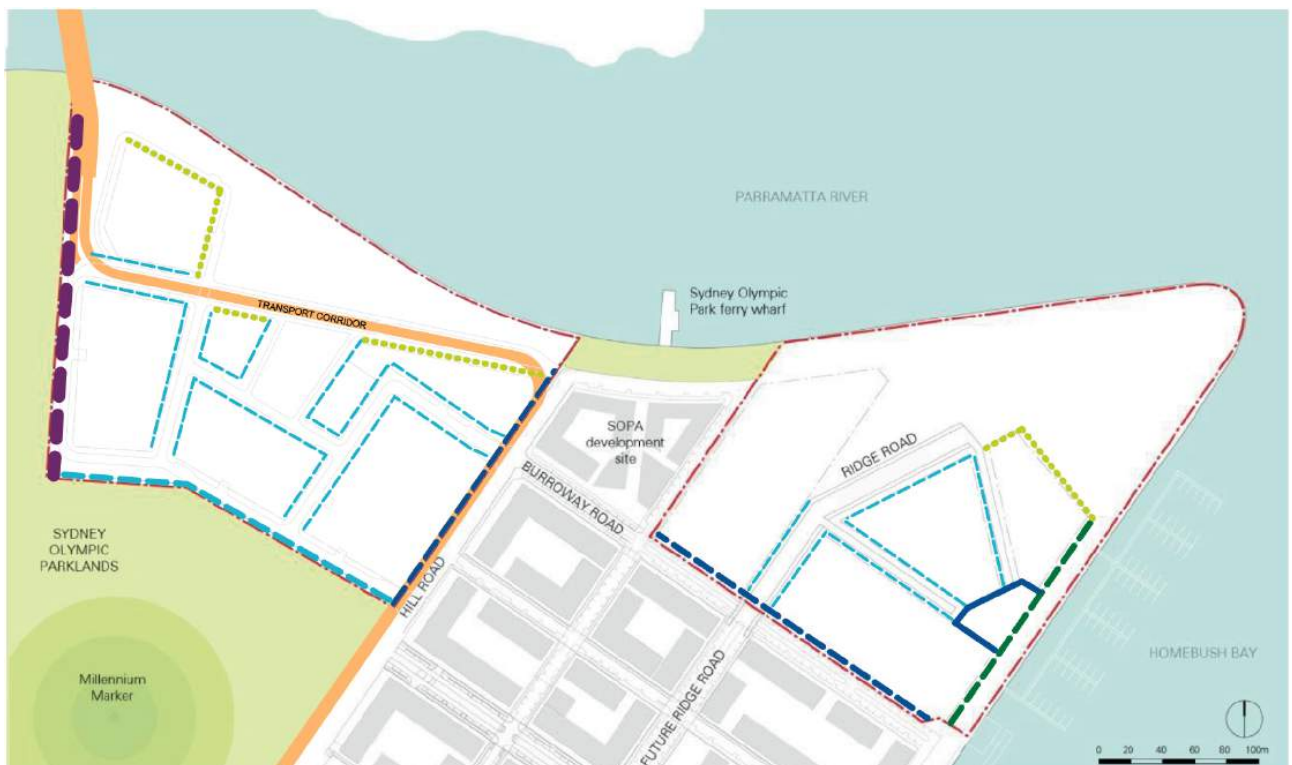 PARRAMATTA RIVER
Sydney Olympic
Park ferry wharf
TRANSPORT CORRIDOR
SOPA
development
site
RIDGE ROAD
BURROWAY ROAD
SYDNEY
OLYMPIC
PARKLANDS
HILL ROAD
HOMEBUSH BAY
Millennium
Marker
FUTURE RIDGE ROAD
0 20 40 60 80 100m